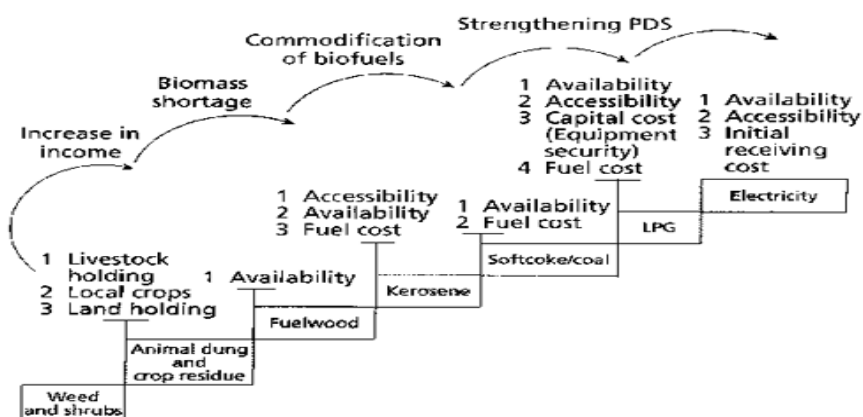 Strengthening PDS
Commodification
of biofuels
Biomass
shortage
Increase in
income
1 Availability
2 Accessibility
3 Capital cost
(Equipment
security)
4 Fuel cost
1 Availability
2 Accessibility
3 Initial
receiving
cost
1 Accessibility
2 Availability
3 Fuel cost
1 Availability
2 Fuel cost
1 Livestock
holding
2 Local crops
3 Land holding
1 Availability
Electricity
LPG
Softcoke/coal
Kerosene
Fuelwood
Animal dung
and
crop residue
Weed
and shrubs